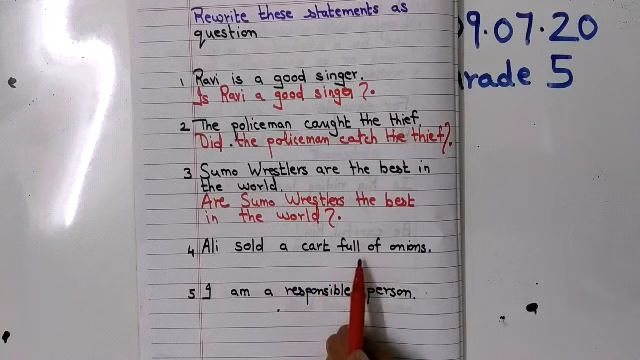 Rewrite these statements as
question
9.07.20
rade 5
1 Ravi is a good singer.
Is Ravi a good singer ?.
2 The policeman caught the thief.
Did . the policeman catch the thief?.
3 Sumo Wrestlers are the best in
the world.
Are Sumo Wrestlers the best
in the world?.
4 Ali sold a cart full of onions.
5 I am a responsible person.